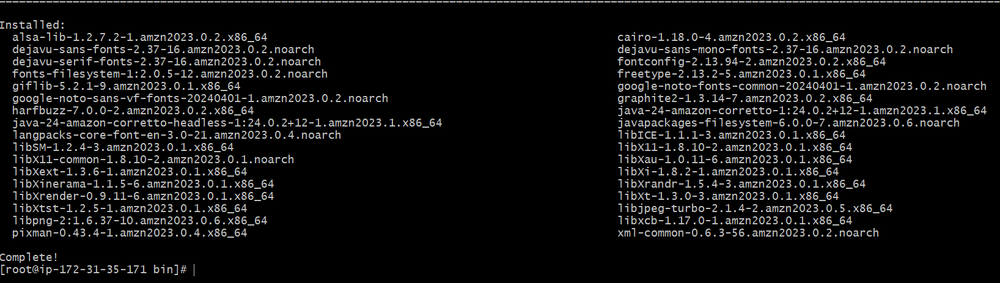 Installed:
alsa-lib-1.2.7.2-1.amzn2023.0.2.x86_64 cairo-1.18.0-4.amzn2023.0.2.x86_64
dejavu-sans-fonts-2.37-16.amzn2023.0.2.noarch dejavu-sans-mono-fonts-2.37-16.amzn2023.0.2.noarch
dejavu-serif-fonts-2.37-16.amzn2023.0.2.noarch fontconfig-2.13.94-2.amzn2023.0.2.x86_64
fonts-filesystem-1:2.0.5-12.amzn2023.0.2.noarch freetype-2.13.2-5.amzn2023.0.1.x86_64
giflib-5.2.1-9.amzn2023.0.1.x86_64 google-noto-fonts-common-20240401-1.amzn2023.0.2.noarch
google-noto-sans-vf-fonts-20240401-1.amzn2023.0.2.noarch graphite2-1.3.14-7.amzn2023.0.2.x86_64
harfbuzz-7.0.0-2.amzn2023.0.2.x86_64 java-24-amazon-corretto-1:24.0.2+12-1.amzn2023.1.x86_64
java-24-amazon-corretto-headless-1:24.0.2+12-1.amzn2023.1.x86_64 javapackages-filesystem-6.0.0-7.amzn2023.0.6.noarch
langpacks-core-font-en-3.0-21.amzn2023.0.4.noarch libICE-1.1.1-3.amzn2023.0.1.x86_64
libSM-1.2.4-3.amzn2023.0.1.x86_64 libX11-1.8.10-2.amzn2023.0.1.x86_64
libX11-common-1.8.10-2.amzn2023.0.1.noarch libXau-1.0.11-6.amzn2023.0.1.x86_64
libXext-1.3.6-1.amzn2023.0.1.x86_64 libXi-1.8.2-1.amzn2023.0.1.x86_64
libXinerama-1.1.5-6.amzn2023.0.1.x86_64 libXrandr-1.5.4-3.amzn2023.0.1.x86_64
libXrender-0.9.11-6.amzn2023.0.1.x86_64 libXt-1.3.0-3.amzn2023.0.1.x86_64
libXtst-1.2.5-1.amzn2023.0.1.x86_64 libjpeg-turbo-2.1.4-2.amzn2023.0.5.x86_64
libpng-2:1.6.37-10.amzn2023.0.6.x86_64 libxcb-1.17.0-1.amzn2023.0.1.x86_64
pixman-0.43.4-1.amzn2023.0.4.x86_64 xml-common-0.6.3-56.amzn2023.0.2.noarch
Complete!
[root@ip-172-31-35-171 bin]#